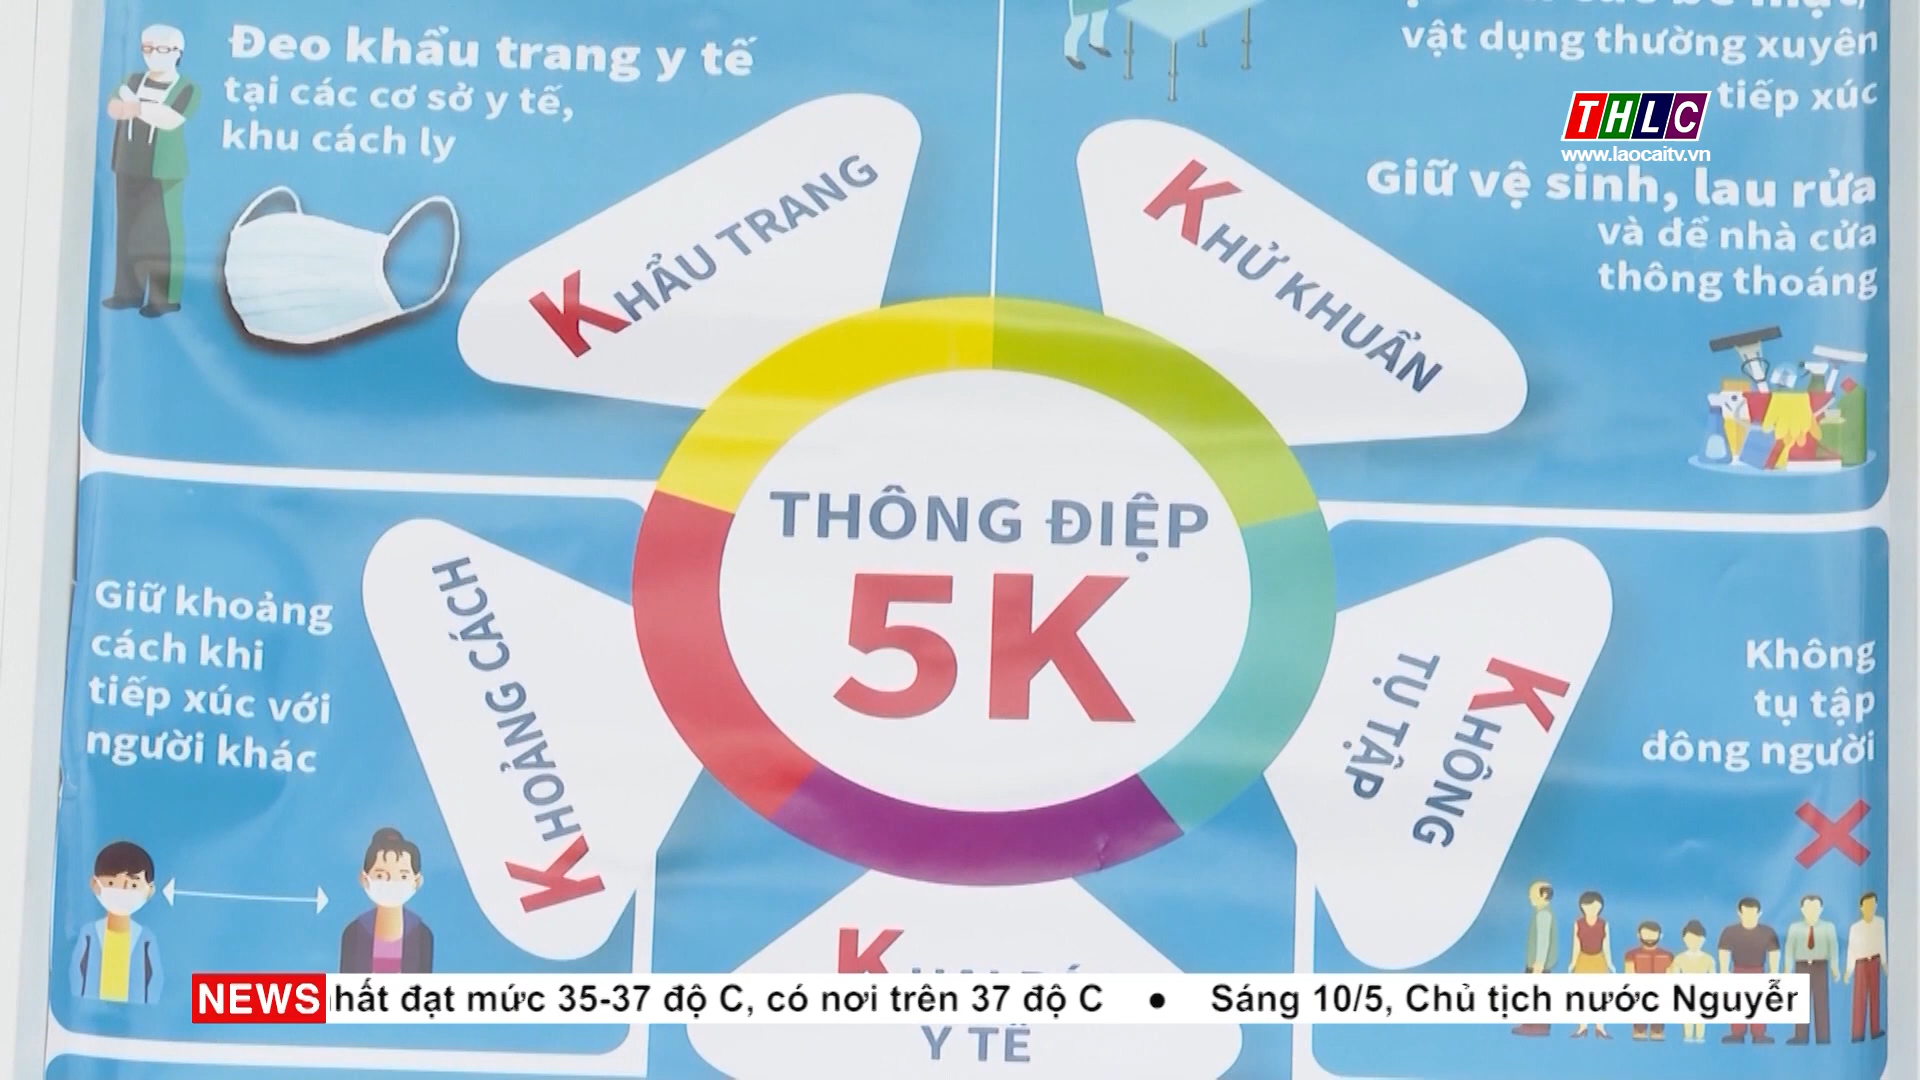 Đeo khẩu trang y tế
tại các cơ sở y tế,
khu cách ly
vật dụng thường xuyên
tiếp xúc
THLC
www.laocaitv.vn
Giữ vệ sinh, lau rửa
và để nhà cửa
thông thoáng
KHẨU TRANG
KHỬ KHUẨN
THÔNG ĐIỆP
5K
Giữ khoảng
cách khi
tiếp xúc với
người khác
KHOẢNG CÁCH
KHÔNG
TỤ TẬP
Không
tụ tập
đông người
Y TẾ
NEWS
hất đạt mức 35-37 độ C, có nơi trên 37 độ C • Sáng 10/5, Chủ tịch nước Nguyễn